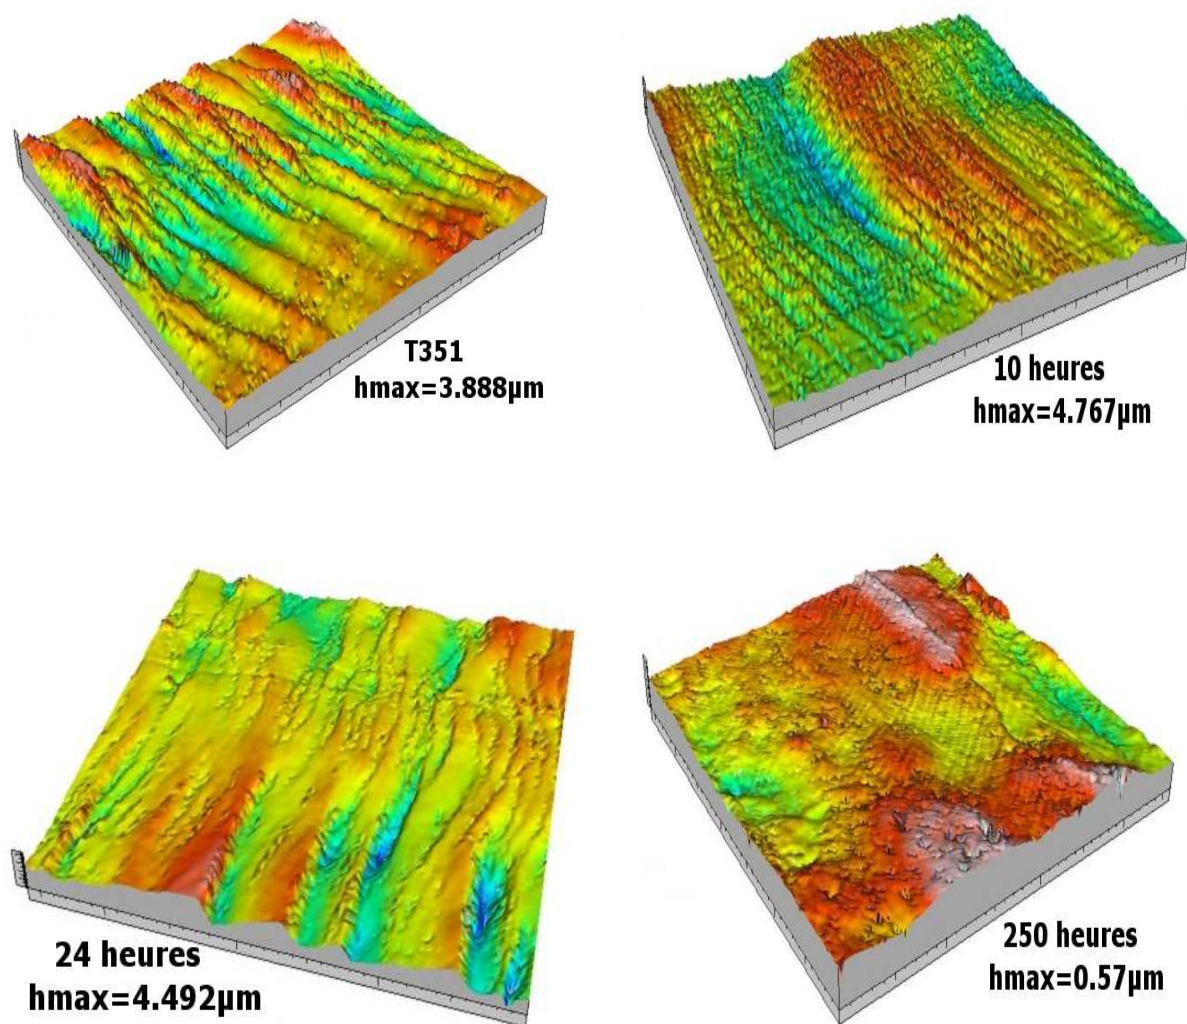 T351
hmax=3.888µm
10 heures
hmax=4.767µm
24 heures
hmax=4.492µm
250 heures
hmax=0.57µm